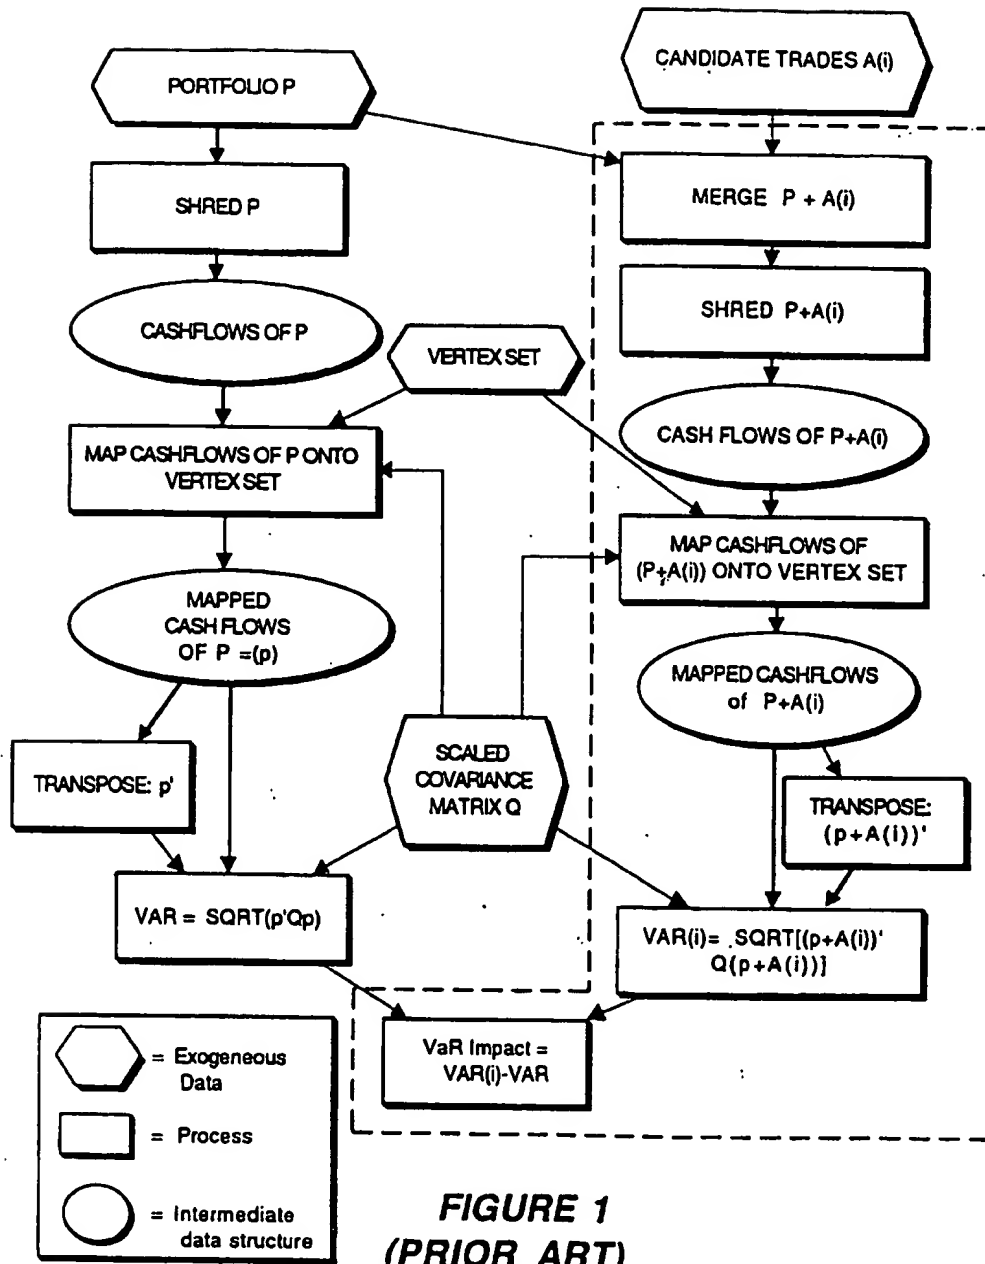 PORTFOLIO P
CANDIDATE TRADES A(i)
SHRED P
MERGE P + A(i)
CASHFLOWS OF P
SHRED P+A(i)
VERTEX SET
CASH FLOWS OF P+A(i)
MAP CASHFLOWS OF P ONTO
VERTEX SET
MAP CASHFLOWS OF
(P+A(i)) ONTO VERTEX SET
MAPPED
CASH FLOWS
OF P =(p)
MAPPED CASHFLOWS
of P+A(i)
TRANSPOSE: p'
SCALED
COVARIANCE
MATRIX Q
TRANSPOSE:
(p+A(i))'
VAR = SQRT(p'Qp)
VAR(i)= SQRT[(p+A(i))'
Q(p+A(i))]
VaR Impact =
VAR(i)-VAR
= Exogeneous
Data
= Process
= Intermediate
data structure
FIGURE 1
(PRIOR ART)